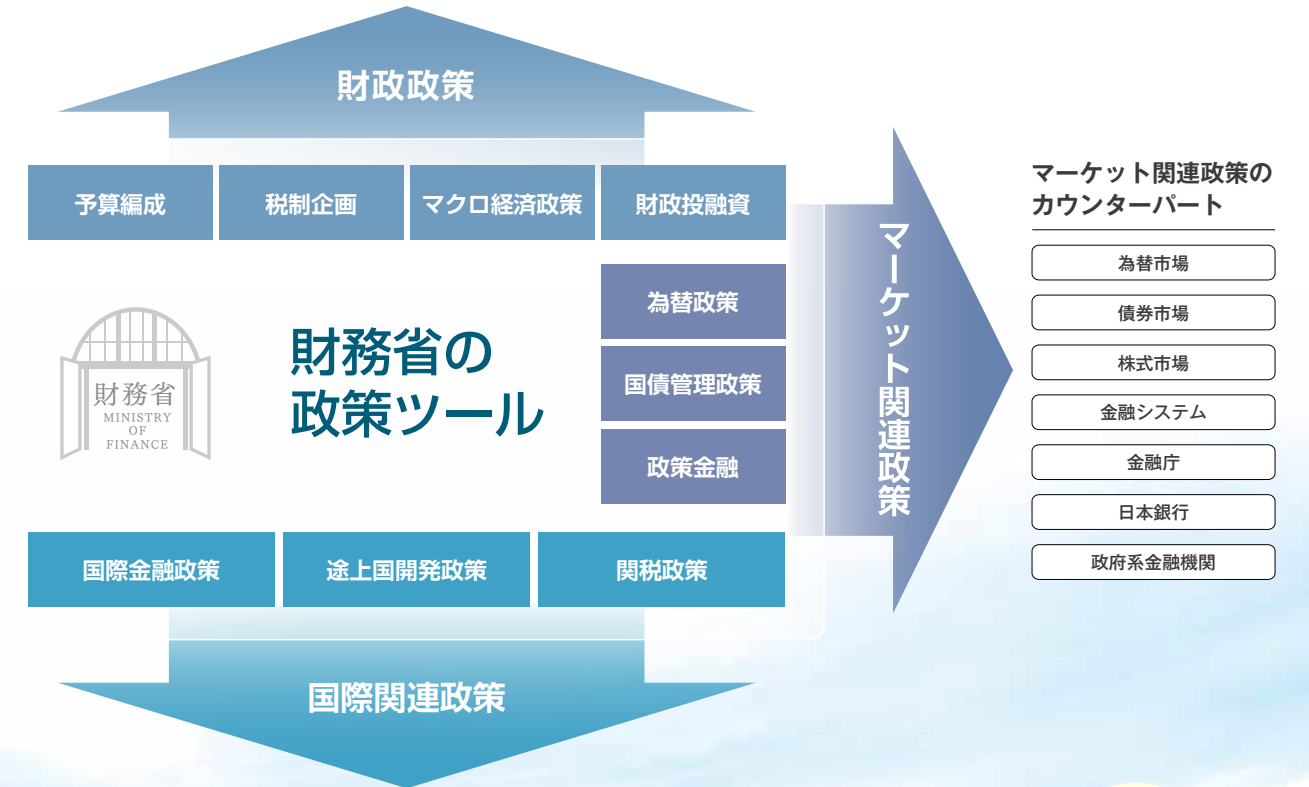 財政政策
予算編成
税制企画
マクロ経済政策
財政投融資
為替政策
国債管理政策
政策金融
財務省
MINISTRY
OF
FINANCE
財務省の
政策ツール
国際金融政策
途上国開発政策
関税政策
国際関連政策
マーケット関連政策
マーケット関連政策の
カウンターパート
為替市場
債券市場
株式市場
金融システム
金融庁
日本銀行
政府系金融機関